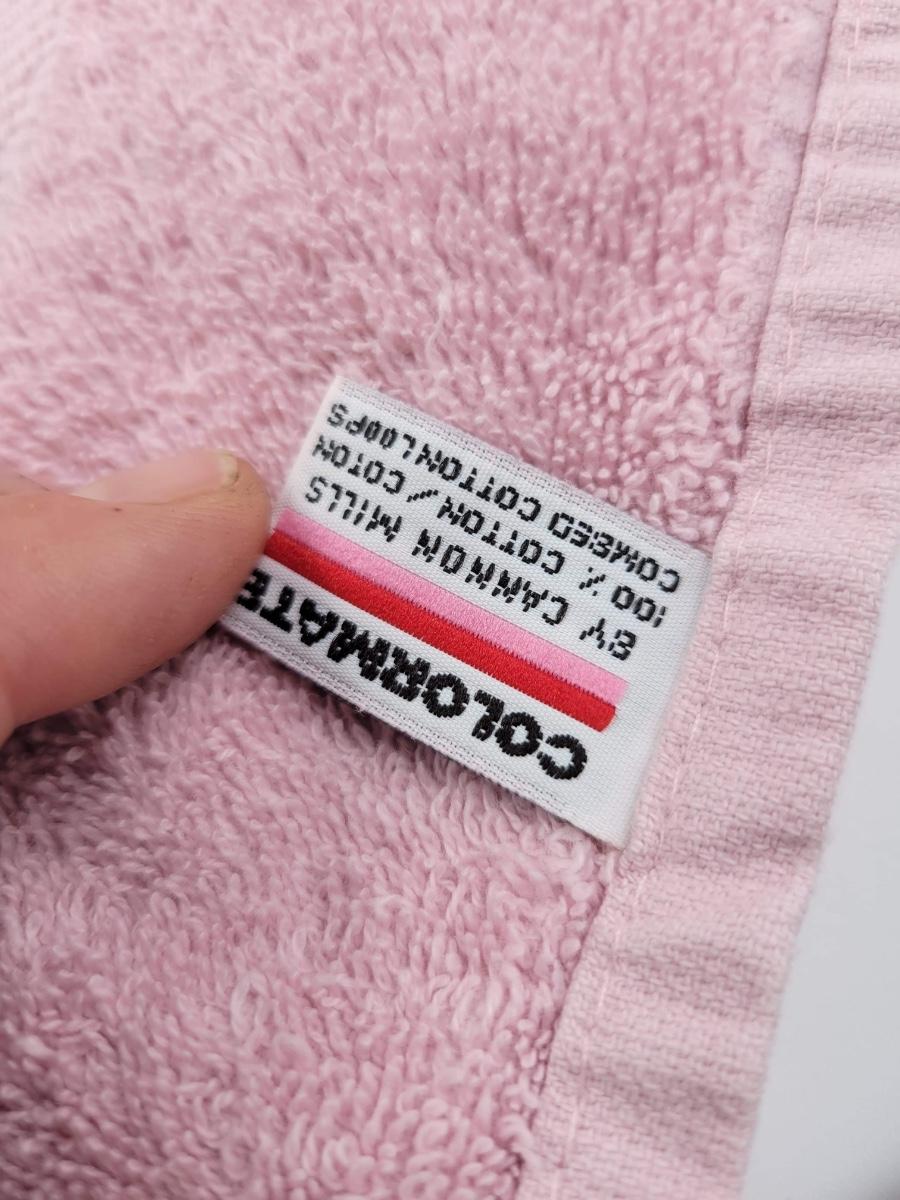 COLORMATE
BY CANNON MILLS
100 % COTTON / COTON
COMBED COTTON LOOPS